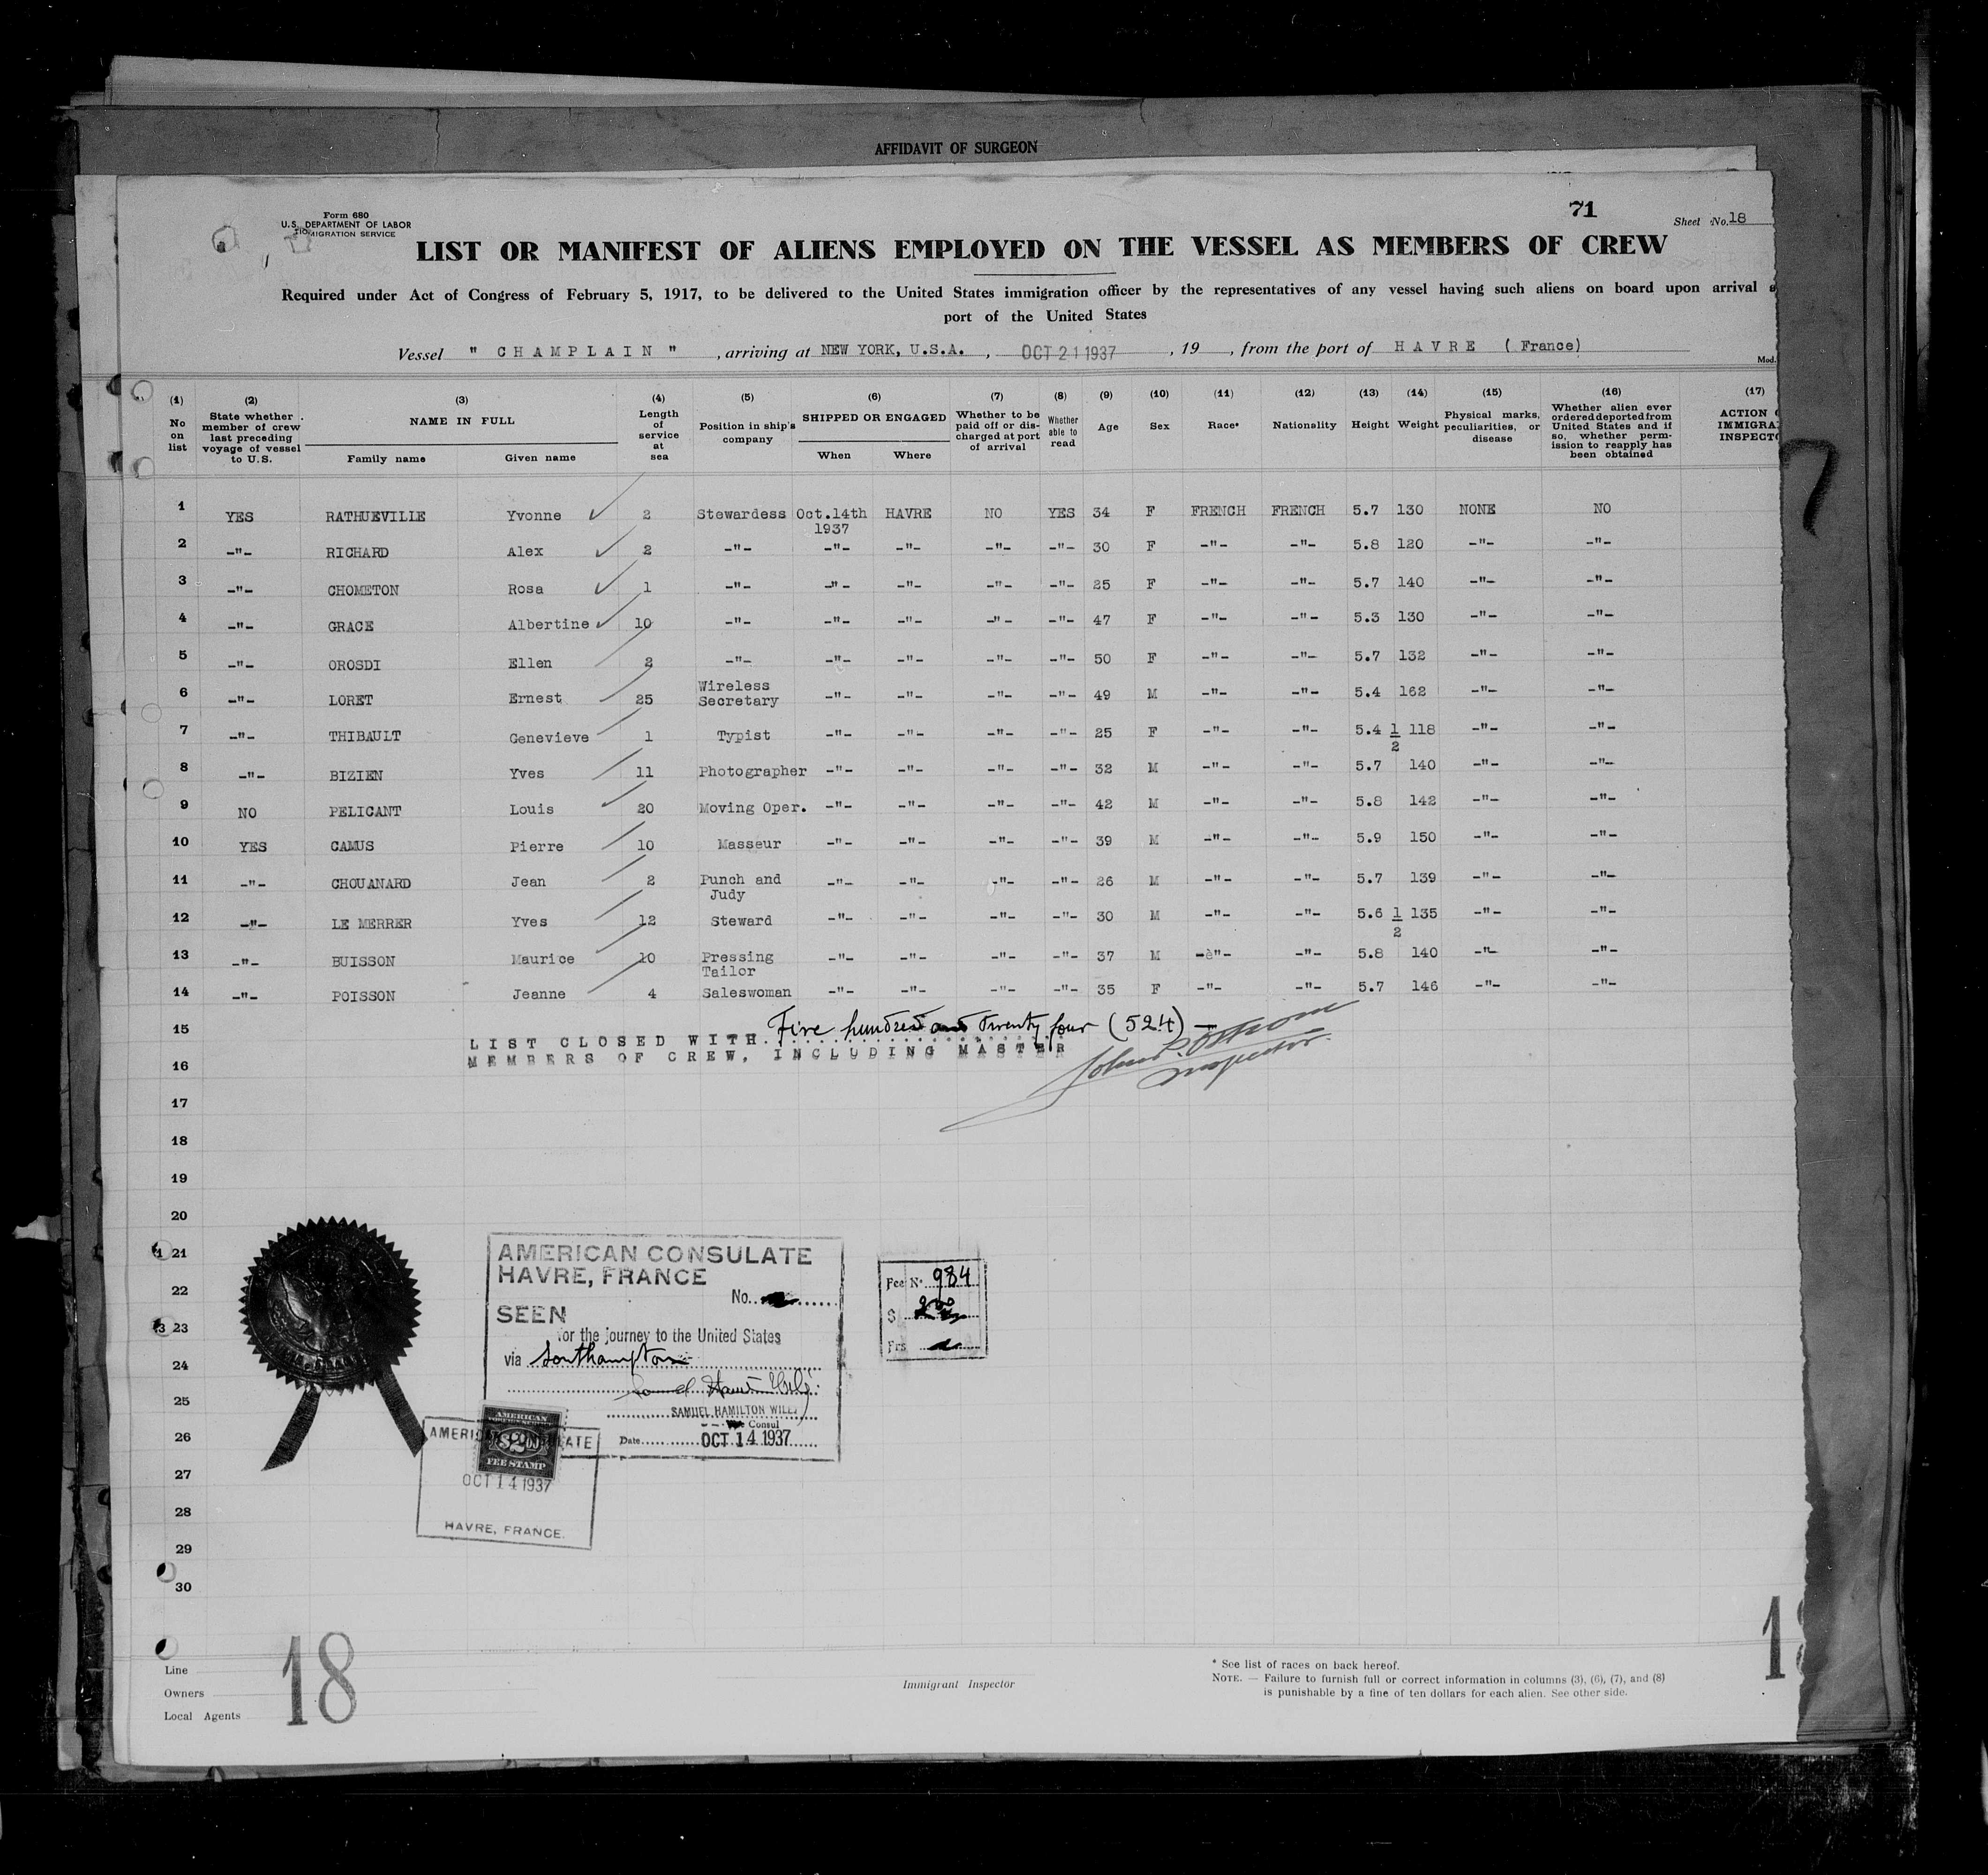 AFFIDAVIT OF SURGEON
71
Form 680
U.S. DEPARTMENT OF LABOR
IMMIGRATION SERVICE
Sheet No. 18
LIST OR MANIFEST OF ALIENS EMPLOYED ON THE VESSEL AS MEMBERS OF CREW
Required under Act of Congress of February 5, 1917, to be delivered to the United States immigration officer by the representatives of any vessel having such aliens on board upon arrival
port of the United States
Vessel " CHAMPLAIN " , arriving at NEW YORK, U.S.A. , OCT 21 1937 , 19 , from the port of HAVRE (France)
Mod.
(1) (2) (3) (4) (5) (6) (7) (8) (9) (10) (11) (12) (13) (14) (15) (16) (17)
No on list State whether member of crew last preceding voyage of vessel to U.S. NAME IN FULL Family name Given name Length of service at sea Position in ship's company SHIPPED OR ENGAGED When Where Whether to be paid off or discharged at port of arrival Whether able to read Age Sex Race* Nationality Height Weight Physical marks, peculiarities, or disease Whether alien ever ordered deported from United States and if so, whether permission to reapply has been obtained ACTION
1 YES RATHUEVILLE Yvonne 2 Stewardess Oct.14th 1937 HAVRE NO YES 34 F FRENCH FRENCH 5.7 130 NONE NO
2 -"- RICHARD Alex 2 -"- -"- -"- -"- -"- 30 F -"- -"- 5.8 120 -"- -"-
3 -"- CHOMETON Rosa 1 -"- -"- -"- -"- -"- 25 F -"- -"- 5.7 140 -"- -"-
4 -"- GRACE Albertine 10 -"- -"- -"- -"- -"- 47 F -"- -"- 5.3 130 -"- -"-
5 -"- OROSDI Ellen 2 -"- -"- -"- -"- -"- 50 F -"- -"- 5.7 132 -"- -"-
6 -"- LORET Ernest 25 Wireless Secretary -"- -"- -"- -"- 49 M -"- -"- 5.4 162 -"- -"-
7 -"- THIBAULT Genevieve 1 Typist -"- -"- -"- -"- 25 F -"- -"- 5.4 1/2 118 -"- -"-
8 -"- BIZIEN Yves 11 Photographer -"- -"- -"- -"- 32 M -"- -"- 5.7 140 -"- -"-
9 NO PELICANT Louis 20 Moving Oper. -"- -"- -"- -"- 42 M -"- -"- 5.8 142 -"- -"-
10 YES CAMUS Pierre 10 Masseur -"- -"- -"- -"- 39 M -"- -"- 5.9 150 -"- -"-
11 -"- CHOUANARD Jean 2 Punch and Judy -"- -"- -"- -"- 26 M -"- -"- 5.7 139 -"- -"-
12 -"- LE MERRER Yves 12 Steward -"- -"- -"- -"- 30 M -"- -"- 5.6 1/2 135 -"- -"-
13 -"- BUISSON Maurice 10 Pressing Tailor -"- -"- -"- -"- 37 M -è"- -"- 5.8 140 -"- -"-
14 -"- POISSON Jeanne 4 Saleswoman -"- -"- -"- -"- 35 F -"- -"- 5.7 146 -"- -"-
15 LIST CLOSED WITH Five hundred and twenty four (524) —
MEMBERS OF CREW, INCLUDING MASTER
Inspector
16
17
18
19
20
21
22
23
24
25
26
27
28
29
30
AMERICAN CONSULATE
HAVRE, FRANCE
No.
SEEN
for the journey to the United States
via Southampton
SAMUEL HAMILTON WILEY
Consul
Date OCT 14 1937
Fee No. 984
$
Frs
AMERICAN CONSULATE
AMERICAN
$2.00
FEE STAMP
OCT 14 1937
HAVRE, FRANCE.
Line
Owners
Local Agents
18
Immigrant Inspector
* See list of races on back hereof.
NOTE. — Failure to furnish full or correct information in columns (3), (6), (7), and (8)
is punishable by a fine of ten dollars for each alien. See other side.